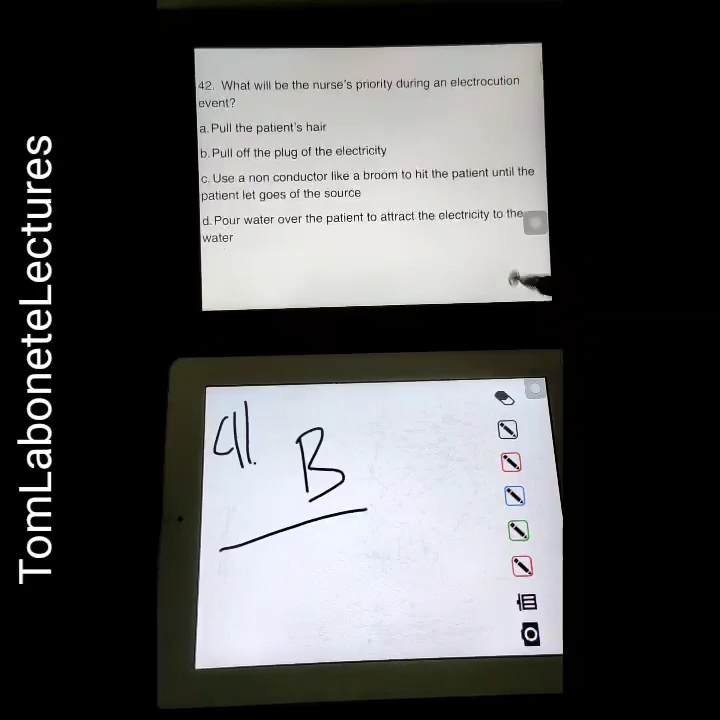 TomLaboneteLectures
42. What will be the nurse's priority during an electrocution
event?
a. Pull the patient's hair
b. Pull off the plug of the electricity
c. Use a non conductor like a broom to hit the patient until the
patient let goes of the source
d. Pour water over the patient to attract the electricity to the
water
41.
B